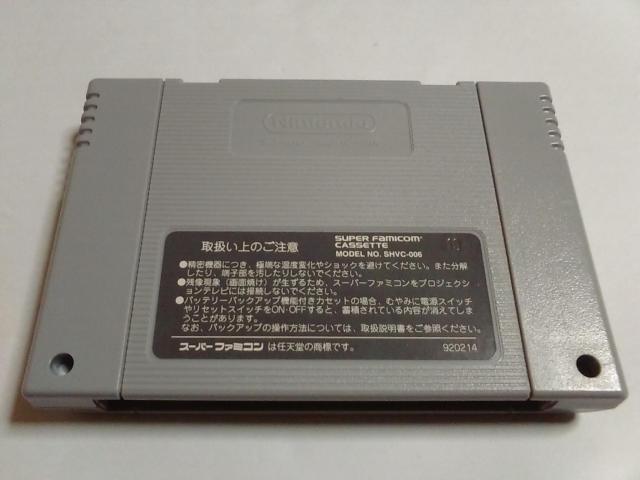 Nintendo
取扱い上のご注意
SUPER FAMICOM
CASSETTE
MODEL NO. SHVC-006
●精密機器につき、極端な温度変化やショックを避けてください。また分解
したり、端子部を汚したりしないでください。
●残像現象（画面焼け）が生ずるため、スーパーファミコンをプロジェクシ
ョンテレビには接続しないでください。
●バッテリーバックアップ機能付きカセットの場合、むやみに電源スイッチ
やリセットスイッチをON・OFFすると、蓄積されている内容が消えてしま
うことがあります。
なお、バックアップの操作方法については、取扱説明書をご参照ください。
スーパーファミコン は任天堂の商標です。
920214